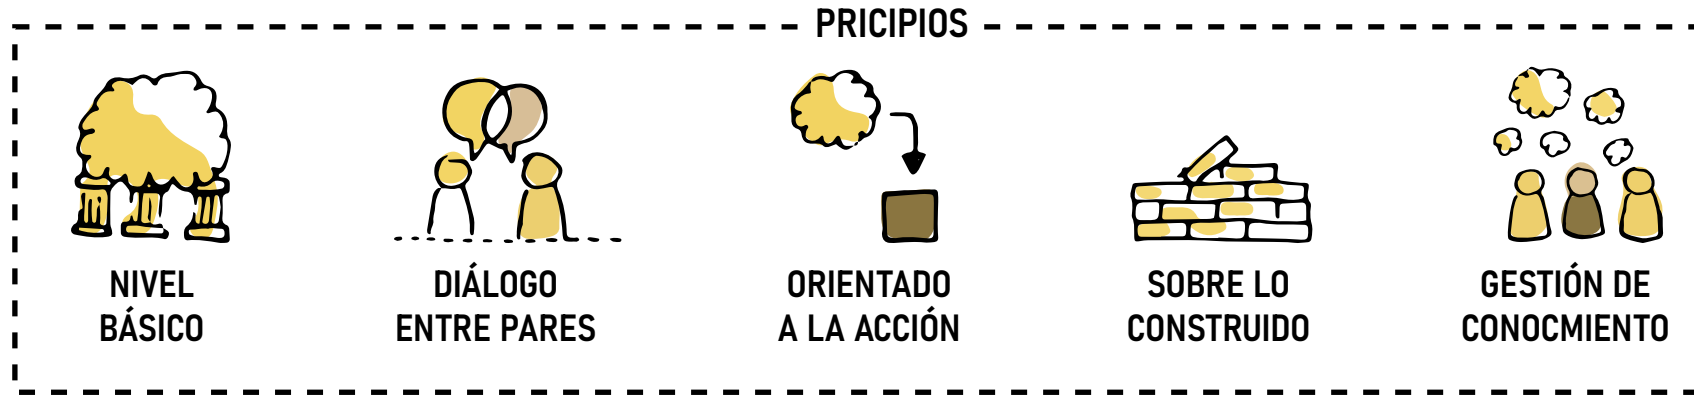 PRICIPIOS
NIVEL
BÁSICO
DIÁLOGO
ENTRE PARES
ORIENTADO
A LA ACCIÓN
SOBRE LO
CONSTRUIDO
GESTIÓN DE
CONOCMIENTO